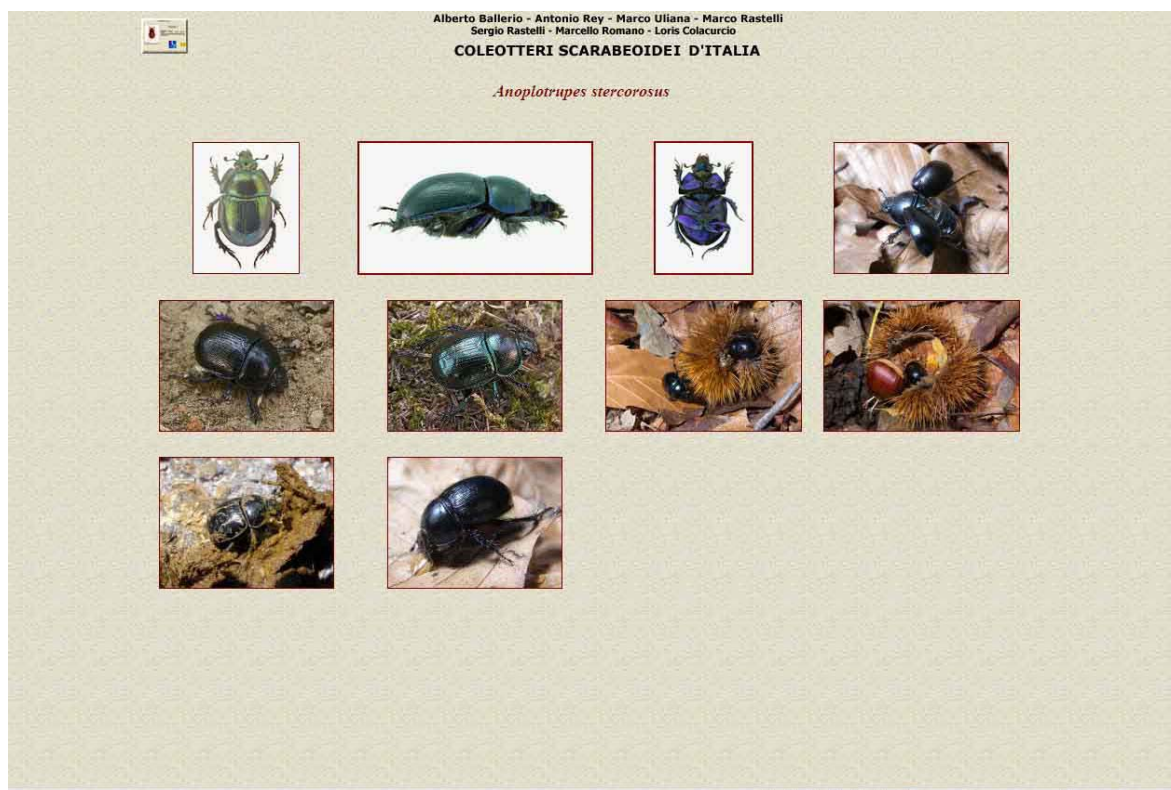 Alberto Ballerio - Antonio Rey - Marco Uliana - Marco Rastelli
Sergio Rastelli - Marcello Romano - Loris Colacurcio
COLEOTTERI SCARABEOIDEI D'ITALIA
Anoplotrupes stercorosus